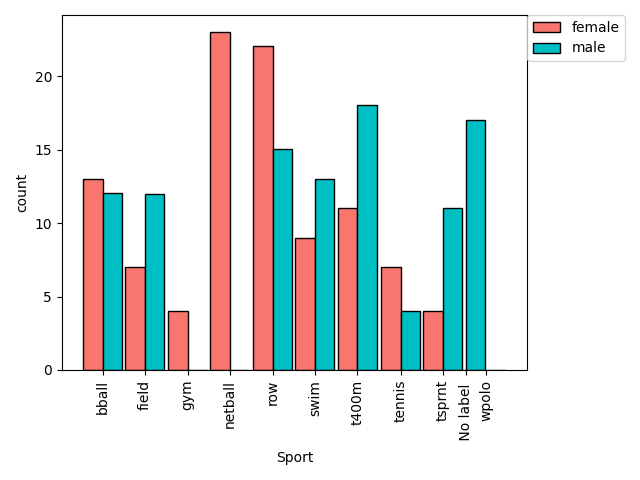 female
male
count
20
15
10
5
0
bball
field
gym
netball
row
swim
t400m
tennis
tsprnt
No label
wpolo
Sport